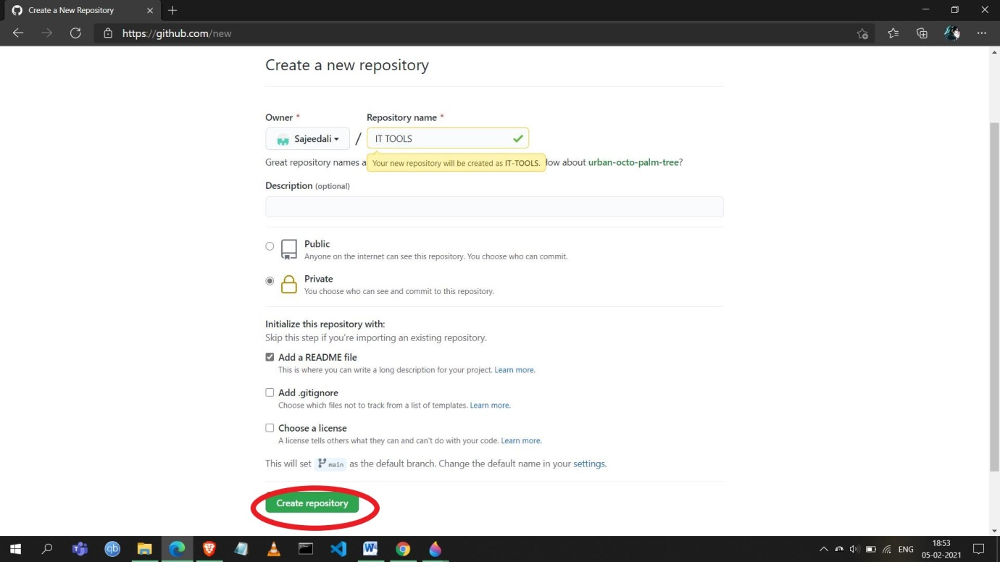 Create a New Repository
https://github.com/new
Create a new repository
Owner * Repository name *
Sajeedali / IT TOOLS
Great repository names a
Your new repository will be created as IT-TOOLS.
about urban-octo-palm-tree?
Description (optional)
Public
Anyone on the internet can see this repository. You choose who can commit.
Private
You choose who can see and commit to this repository.
Initialize this repository with:
Skip this step if you're importing an existing repository.
Add a README file
This is where you can write a long description for your project. Learn more.
Add .gitignore
Choose which files not to track from a list of templates. Learn more.
Choose a license
A license tells others what they can and can't do with your code. Learn more.
This will set main as the default branch. Change the default name in your settings.
Create repository
qb
ENG
18:53
05-02-2021